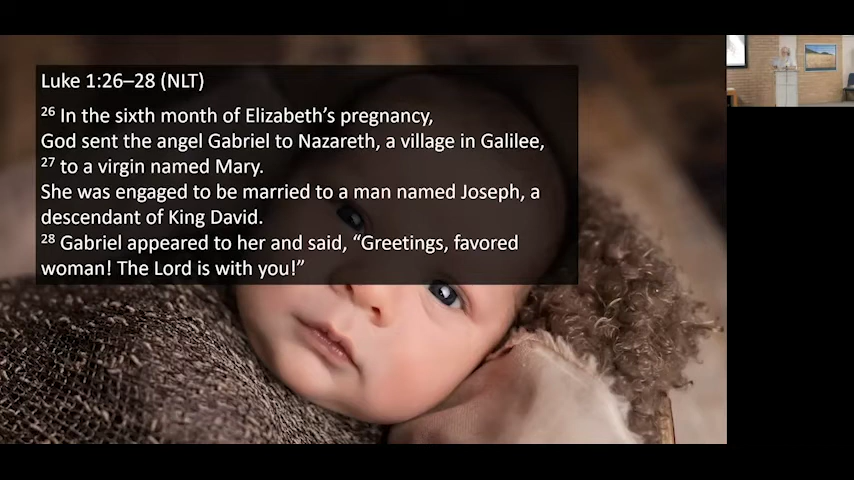 Luke 1:26–28 (NLT)
26 In the sixth month of Elizabeth’s pregnancy,
God sent the angel Gabriel to Nazareth, a village in Galilee,
27 to a virgin named Mary.
She was engaged to be married to a man named Joseph, a
descendant of King David.
28 Gabriel appeared to her and said, “Greetings, favored
woman! The Lord is with you!”